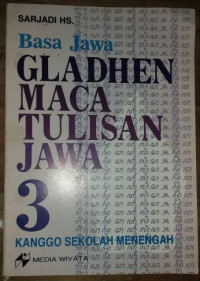 SARJADI HS.
Basa Jawa
GLADHEN
MACA
TULISAN
JAWA
3
KANGGO SEKOLAH MENENGAH
MEDIA WIYATA